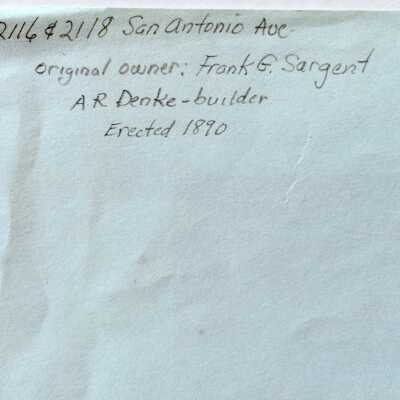 2116 & 2118 San Antonio Ave.
original owner: Frank G. Sargent
A R Denke-builder
Erected 1890